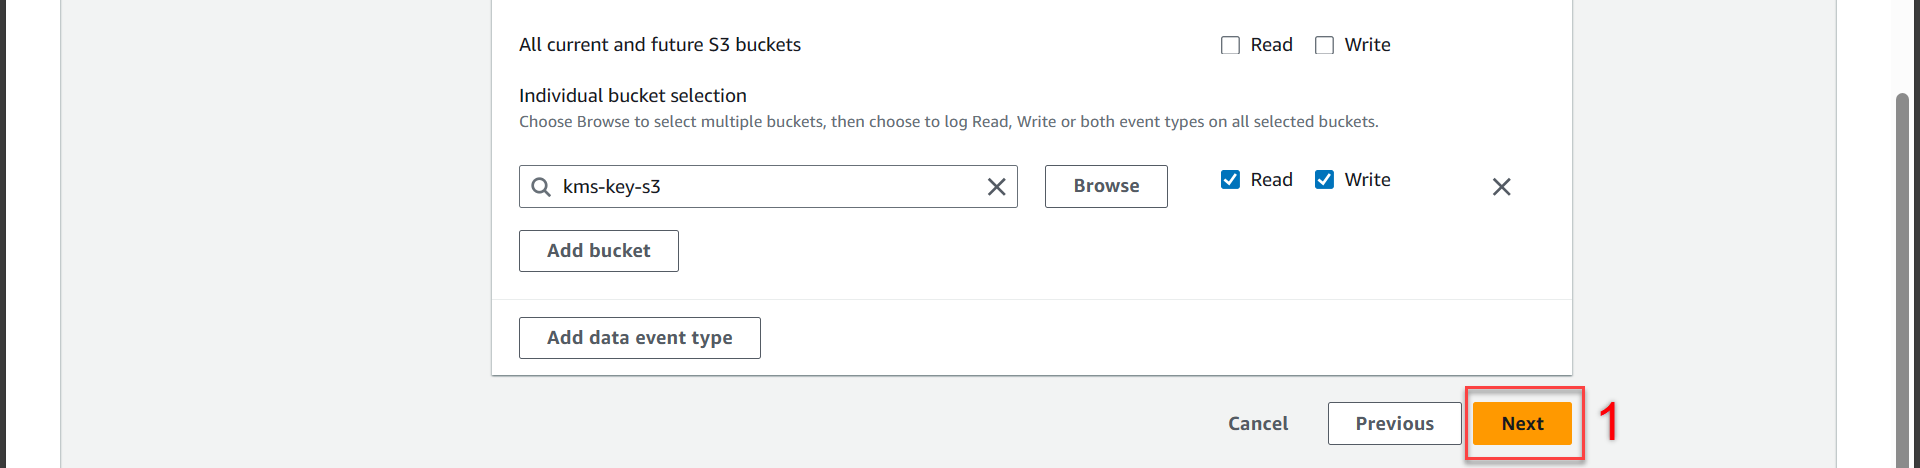 All current and future S3 buckets Read Write
Individual bucket selection
Choose Browse to select multiple buckets, then choose to log Read, Write or both event types on all selected buckets.
kms-key-s3 Browse Read Write
Add bucket
Add data event type
Cancel Previous Next 1